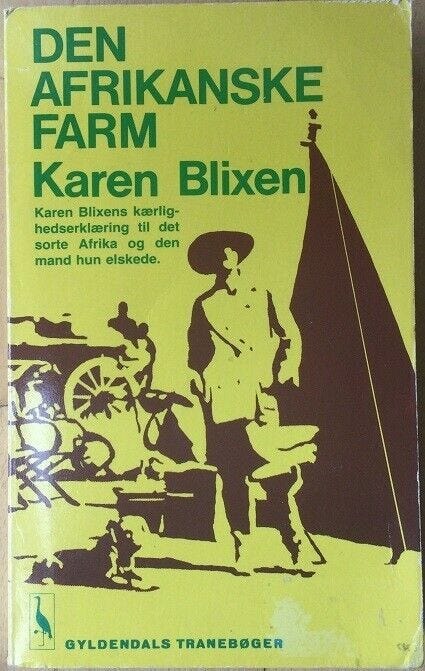 DEN
AFRIKANSKE
FARM
Karen Blixen
Karen Blixens kærlig-
hedserklæring til det
sorte Afrika og den
mand hun elskede.
GYLDENDALS TRANEBØGER